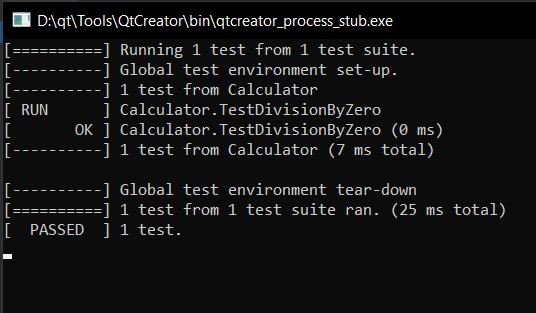 D:\qt\Tools\QtCreator\bin\qtcreator_process_stub.exe
[==========] Running 1 test from 1 test suite.
[----------] Global test environment set-up.
[----------] 1 test from Calculator
[ RUN      ] Calculator.TestDivisionByZero
[       OK ] Calculator.TestDivisionByZero (0 ms)
[----------] 1 test from Calculator (7 ms total)
[----------] Global test environment tear-down
[==========] 1 test from 1 test suite ran. (25 ms total)
[  PASSED  ] 1 test.